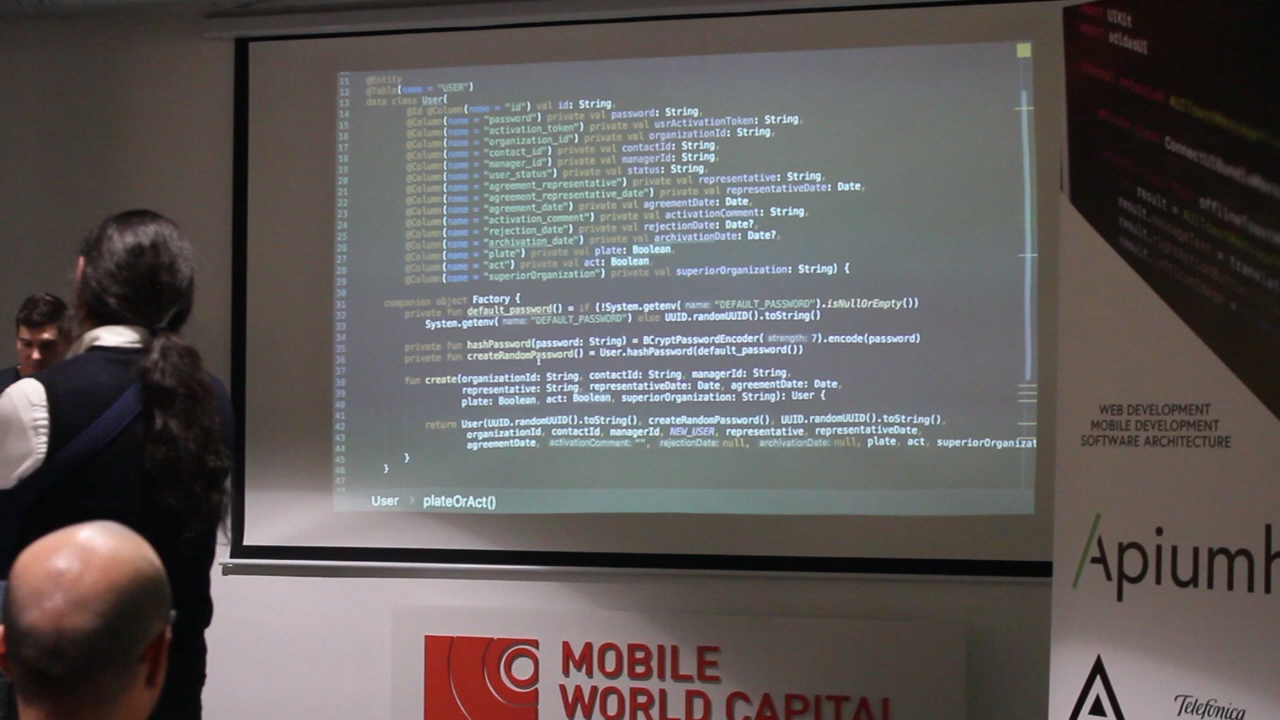 11 @Entity
12 @Table(name = "USER")
13 data class User(
14 @Id @Column(name = "id") val id: String,
15 @Column(name = "password") private val password: String,
16 @Column(name = "activation_token") private val usrActivationToken: String,
17 @Column(name = "organization_id") private val organizationId: String,
18 @Column(name = "contact_id") private val contactId: String,
19 @Column(name = "manager_id") private val managerId: String,
20 @Column(name = "user_status") private val status: String,
21 @Column(name = "agreement_representative") private val representative: String,
22 @Column(name = "agreement_representative_date") private val representativeDate: Date,
23 @Column(name = "agreement_date") private val agreementDate: Date,
24 @Column(name = "activation_comment") private val activationComment: String,
25 @Column(name = "rejection_date") private val rejectionDate: Date?,
26 @Column(name = "archivation_date") private val archivationDate: Date?,
27 @Column(name = "plate") private val plate: Boolean,
28 @Column(name = "act") private val act: Boolean,
29 @Column(name = "superiorOrganization") private val superiorOrganization: String) {
30
31 companion object Factory {
32 private fun default_password() = if (!System.getenv( name: "DEFAULT_PASSWORD").isNullOrEmpty())
33 System.getenv( name: "DEFAULT_PASSWORD") else UUID.randomUUID().toString()
34
35 private fun hashPassword(password: String) = BCryptPasswordEncoder( strength: 7).encode(password)
36 private fun createRandomPassword() = User.hashPassword(default_password())
37
38 fun create(organizationId: String, contactId: String, managerId: String,
39 representative: String, representativeDate: Date, agreementDate: Date,
40 plate: Boolean, act: Boolean, superiorOrganization: String): User {
41
42 return User(UUID.randomUUID().toString(), createRandomPassword(), UUID.randomUUID().toString(),
43 organizationId, contactId, managerId, NEW_USER, representative, representativeDate,
44 agreementDate, activationComment: "", rejectionDate: null, archivationDate: null, plate, act, superiorOrganizat
45 }
46 }
47
User > plateOrAct()
UIKit
adidasUI
result =
WEB DEVELOPMENT
MOBILE DEVELOPMENT
SOFTWARE ARCHITECTURE
Apiumh
MOBILE
WORLD CAPITAL
Telefónica